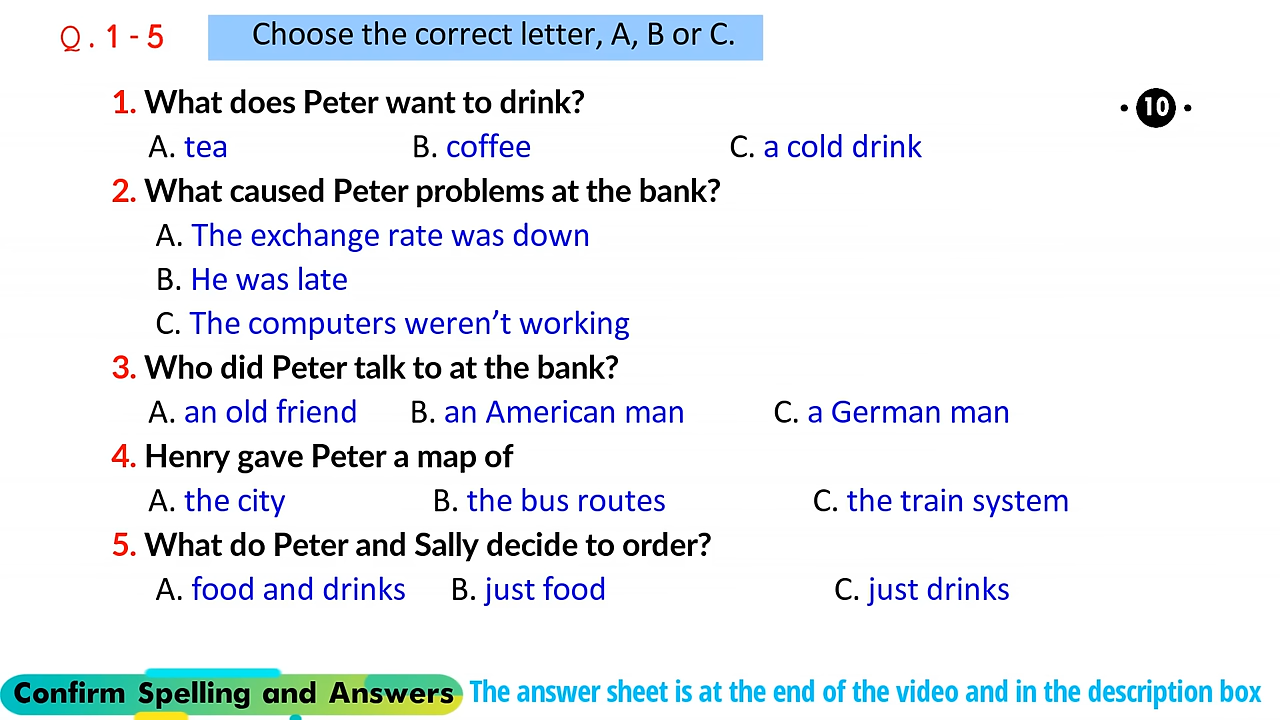 Q.1-5 Choose the correct letter, A, B or C.
1. What does Peter want to drink?
• 10 •
A. tea B. coffee C. a cold drink
2. What caused Peter problems at the bank?
A. The exchange rate was down
B. He was late
C. The computers weren’t working
3. Who did Peter talk to at the bank?
A. an old friend B. an American man C. a German man
4. Henry gave Peter a map of
A. the city B. the bus routes C. the train system
5. What do Peter and Sally decide to order?
A. food and drinks B. just food C. just drinks
Confirm Spelling and Answers The answer sheet is at the end of the video and in the description box